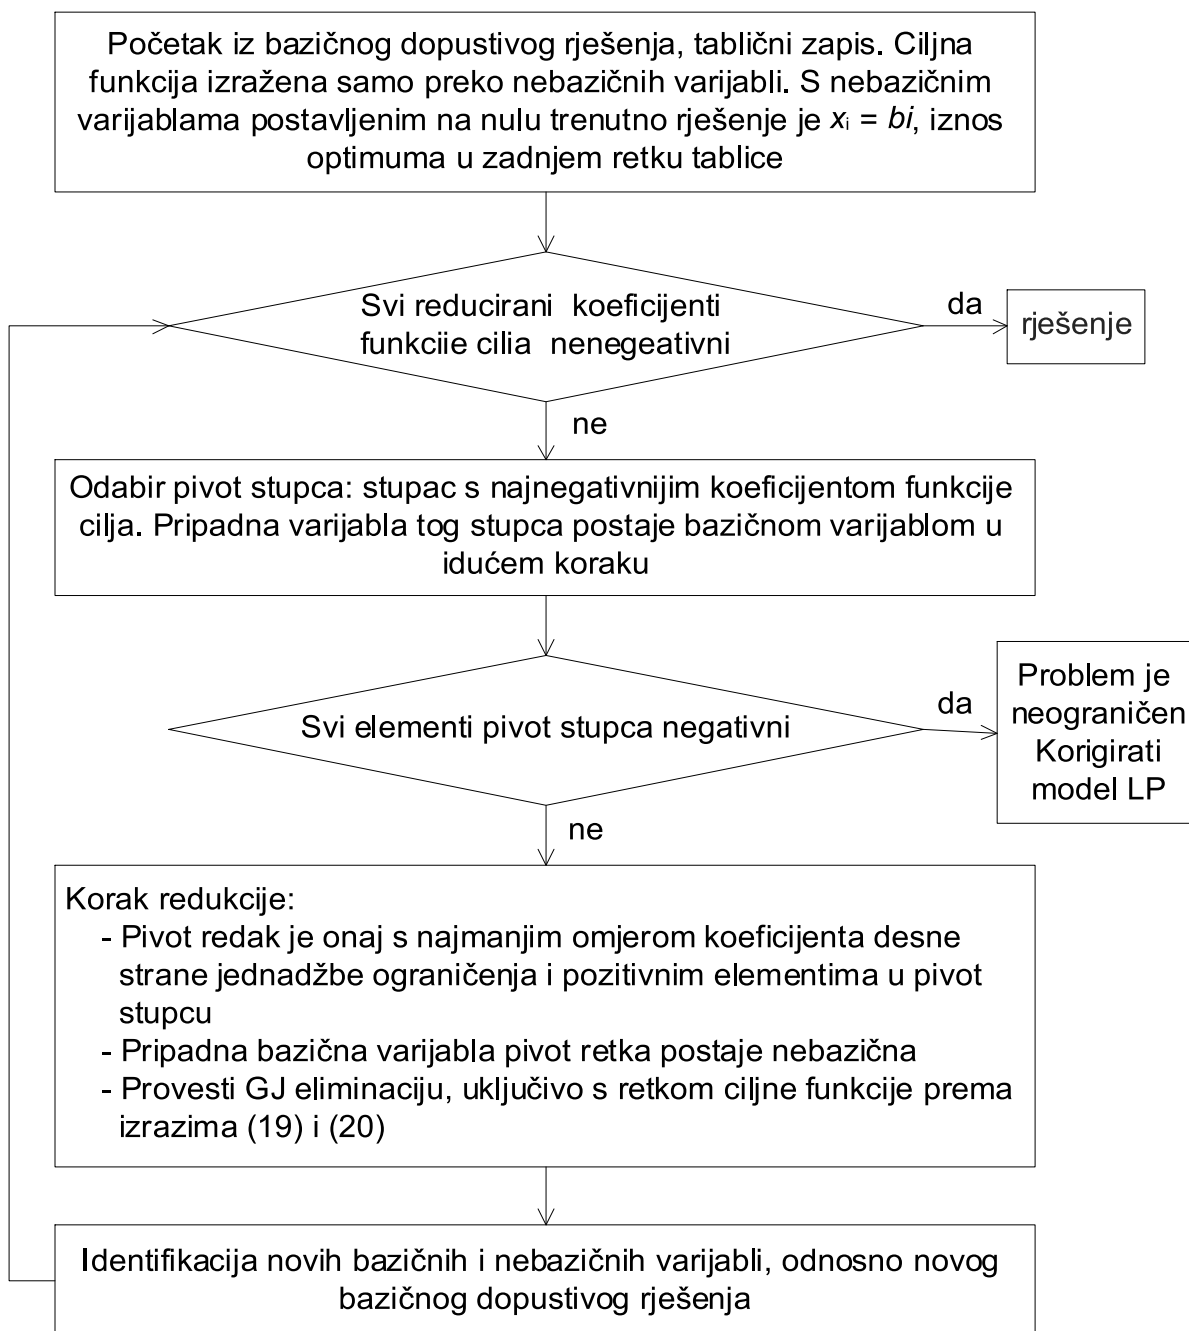 Početak iz bazičnog dopustivog rješenja, tablični zapis. Ciljna
funkcija izražena samo preko nebazičnih varijabli. S nebazičnim
varijablama postavljenim na nulu trenutno rješenje je xi = bi, iznos
optimuma u zadnjem retku tablice
Svi reducirani koeficijenti
funkciie cilia nenegeativni
da
rješenje
ne
Odabir pivot stupca: stupac s najnegativnijim koeficijentom funkcije
cilja. Pripadna varijabla tog stupca postaje bazičnom varijablom u
idućem koraku
Svi elementi pivot stupca negativni
da
Problem je
neograničen
Korigirati
model LP
ne
Korak redukcije:
- Pivot redak je onaj s najmanjim omjerom koeficijenta desne
strane jednadžbe ograničenja i pozitivnim elementima u pivot
stupcu
- Pripadna bazična varijabla pivot retka postaje nebazična
- Provesti GJ eliminaciju, uključivo s retkom ciljne funkcije prema
izrazima (19) i (20)
Identifikacija novih bazičnih i nebazičnih varijabli, odnosno novog
bazičnog dopustivog rješenja